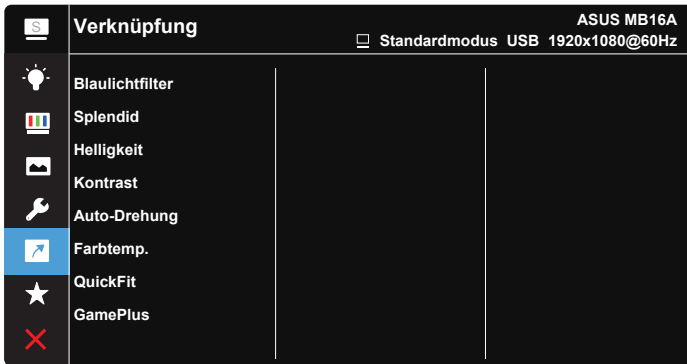 S
Verknüpfung
ASUS MB16A
Standardmodus USB 1920x1080@60Hz
Blaulichtfilter
Splendid
Helligkeit
Kontrast
Auto-Drehung
Farbtemp.
QuickFit
GamePlus